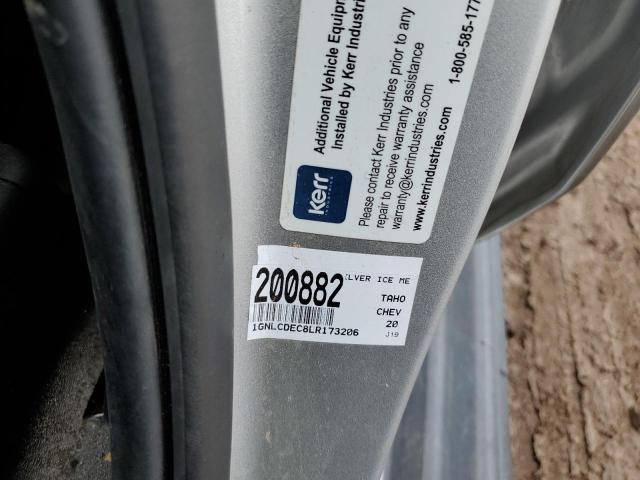 Additional Vehicle Equipm
Installed by Kerr Industrie
Kerr
INDUSTRIES
Please contact Kerr Industries prior to any
repair to receive warranty assistance
warranty@kerrindustries.com
www.kerrindustries.com 1-800-585-177
200882 LVER ICE ME
TAHO
CHEV
20
J19
1GNLCDEC8LR173206